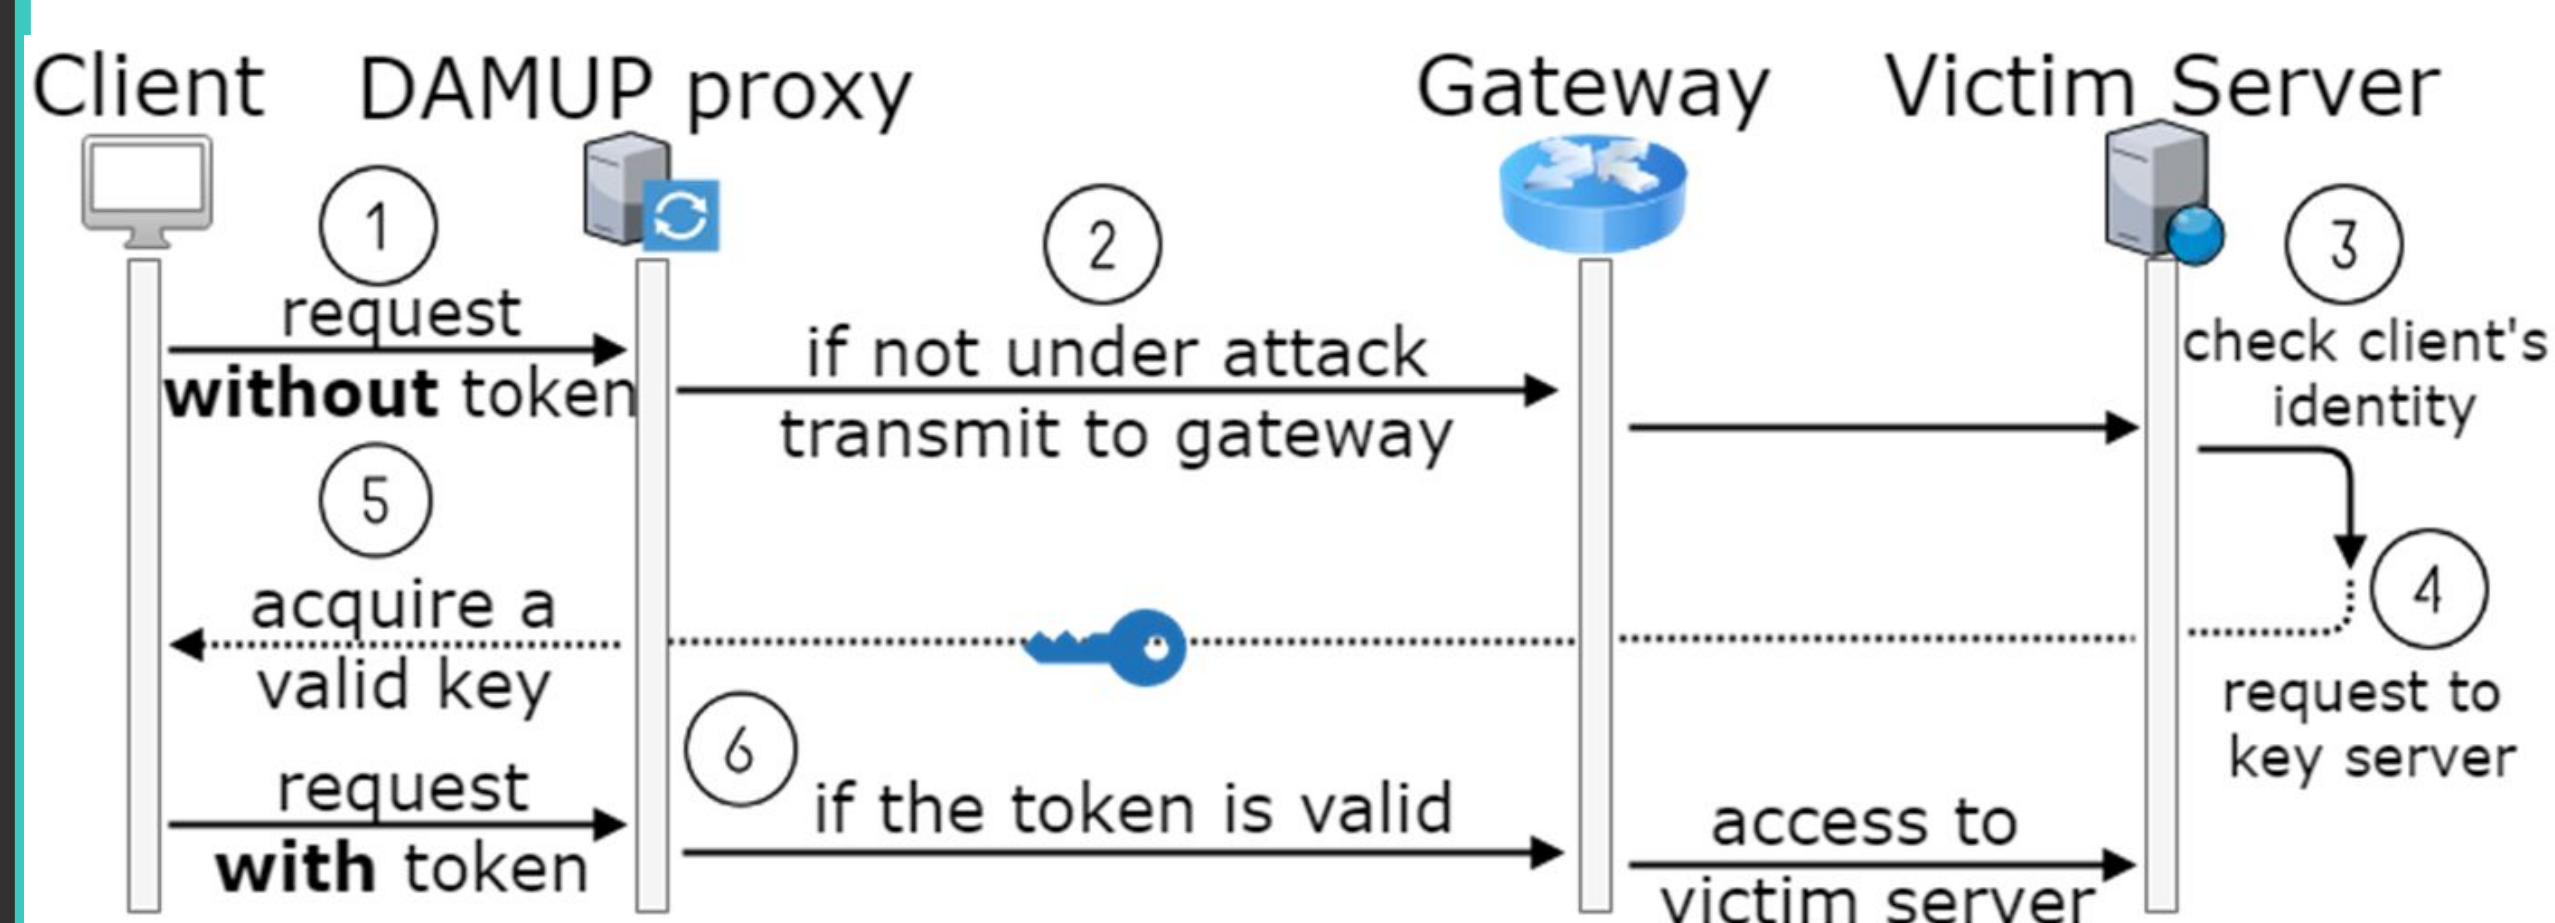 Client
DAMUP proxy
Gateway
Victim Server
1
request
without token
2
if not under attack
transmit to gateway
3
check client's
identity
4
request to
key server
5
acquire a
valid key
request
with token
6
if the token is valid
access to
victim server